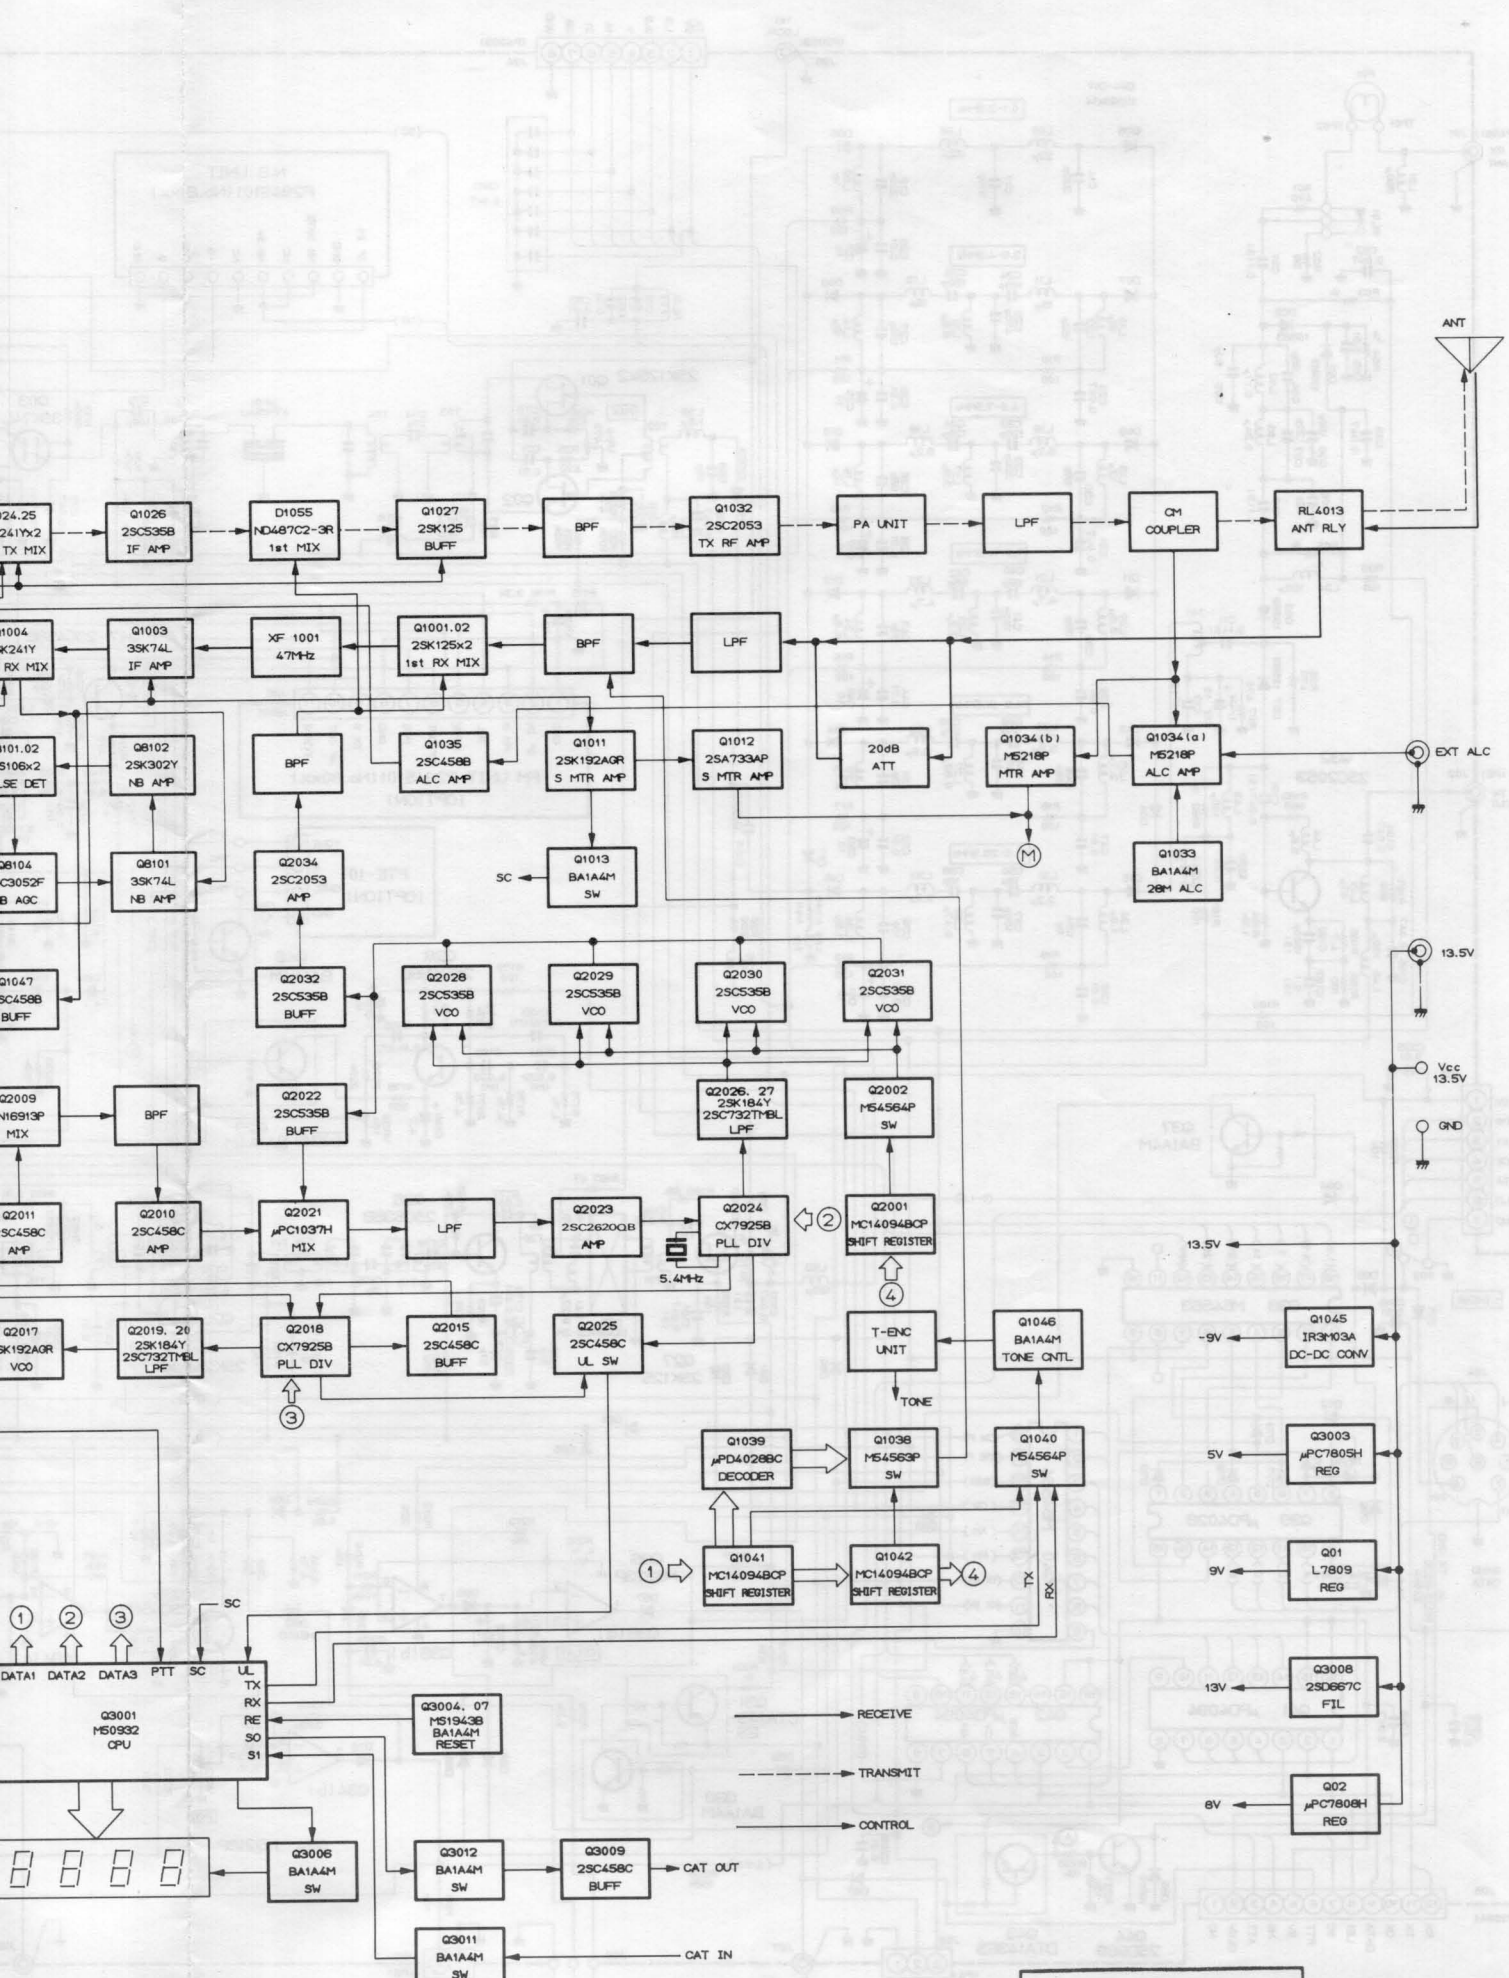 ANT
024.25
241Yx2
TX MIX
Q1026
2SC535B
IF AMP
D1055
ND487C2-3R
1st MIX
Q1027
2SK125
BUFF
BPF
Q1032
2SC2053
TX RF AMP
PA UNIT
LPF
CM
COUPLER
RL4013
ANT RLY
1004
K241Y
RX MIX
Q1003
3SK74L
IF AMP
XF 1001
47MHz
Q1001.02
2SK125x2
1st RX MIX
BPF
LPF
101.02
S106x2
LSE DET
Q8102
2SK302Y
NB AMP
BPF
Q1035
2SC458B
ALC AMP
Q1011
2SK192AGR
S MTR AMP
Q1012
2SA733AP
S MTR AMP
20dB
ATT
Q1034(b)
M5218P
MTR AMP
Q1034(a)
M5218P
ALC AMP
EXT ALC
Q8104
C3052F
B AGC
Q8101
3SK74L
NB AMP
Q2034
2SC2053
AMP
SC
Q1013
BA1A4M
SW
M
Q1033
BA1A4M
28M ALC
13.5V
Q1047
SC458B
BUFF
Q2032
2SC535B
BUFF
Q2028
2SC535B
VCO
Q2029
2SC535B
VCO
Q2030
2SC535B
VCO
Q2031
2SC535B
VCO
Vcc
13.5V
GND
Q2009
N16913P
MIX
BPF
Q2022
2SC535B
BUFF
Q2026. 27
2SK184Y
2SC732TMBL
LPF
Q2002
M54564P
SW
Q2011
SC458C
AMP
Q2010
2SC458C
AMP
Q2021
μPC1037H
MIX
LPF
Q2023
2SC2620QB
AMP
Q2024
CX7925B
PLL DIV
2
5.4MHz
Q2001
MC14094BCP
SHIFT REGISTER
4
13.5V
Q2017
SK192AGR
VCO
Q2019. 20
2SK184Y
2SC732TMBL
LPF
Q2018
CX7925B
PLL DIV
3
Q2015
2SC458C
BUFF
Q2025
2SC458C
UL SW
T-ENC
UNIT
TONE
Q1046
BA1A4M
TONE CNTL
-9V
Q1045
IR3M03A
DC-DC CONV
Q1039
μPD4028BC
DECODER
Q1038
M54563P
SW
Q1040
M54564P
SW
5V
Q3003
μPC7805H
REG
1
Q1041
MC14094BCP
SHIFT REGISTER
Q1042
MC14094BCP
SHIFT REGISTER
4
TX
RX
9V
Q01
L7809
REG
1
2
3
SC
DATA1
DATA2
DATA3
PTT
SC
UL
TX
RX
RE
SO
S1
Q3001
M50932
CPU
Q3004. 07
MS1943B
BA1A4M
RESET
RECEIVE
TRANSMIT
CONTROL
13V
Q3008
2SD667C
FIL
8V
Q02
μPC7808H
REG
8 8 8 8
Q3006
BA1A4M
SW
Q3012
BA1A4M
SW
Q3009
2SC458C
BUFF
CAT OUT
Q3011
BA1A4M
SW
CAT IN